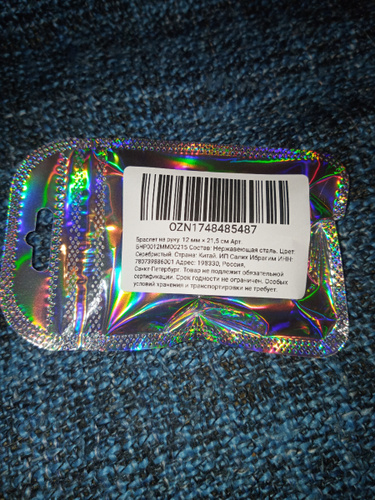 OZN1748485487
Браслет на руку. 12 мм × 21,5 см Арт.
БНР0012ММ00215 Состав: Нержавеющая сталь. Цвет:
Серебристый. Страна: Китай. ИП Салих Ибрагим ИНН:
780739886001 Адрес: 198330, Россия,
Санкт-Петербург. Товар не подлежит обязательной
сертификации. Срок годности не ограничен. Особых
условий хранения и транспортировки не требует.